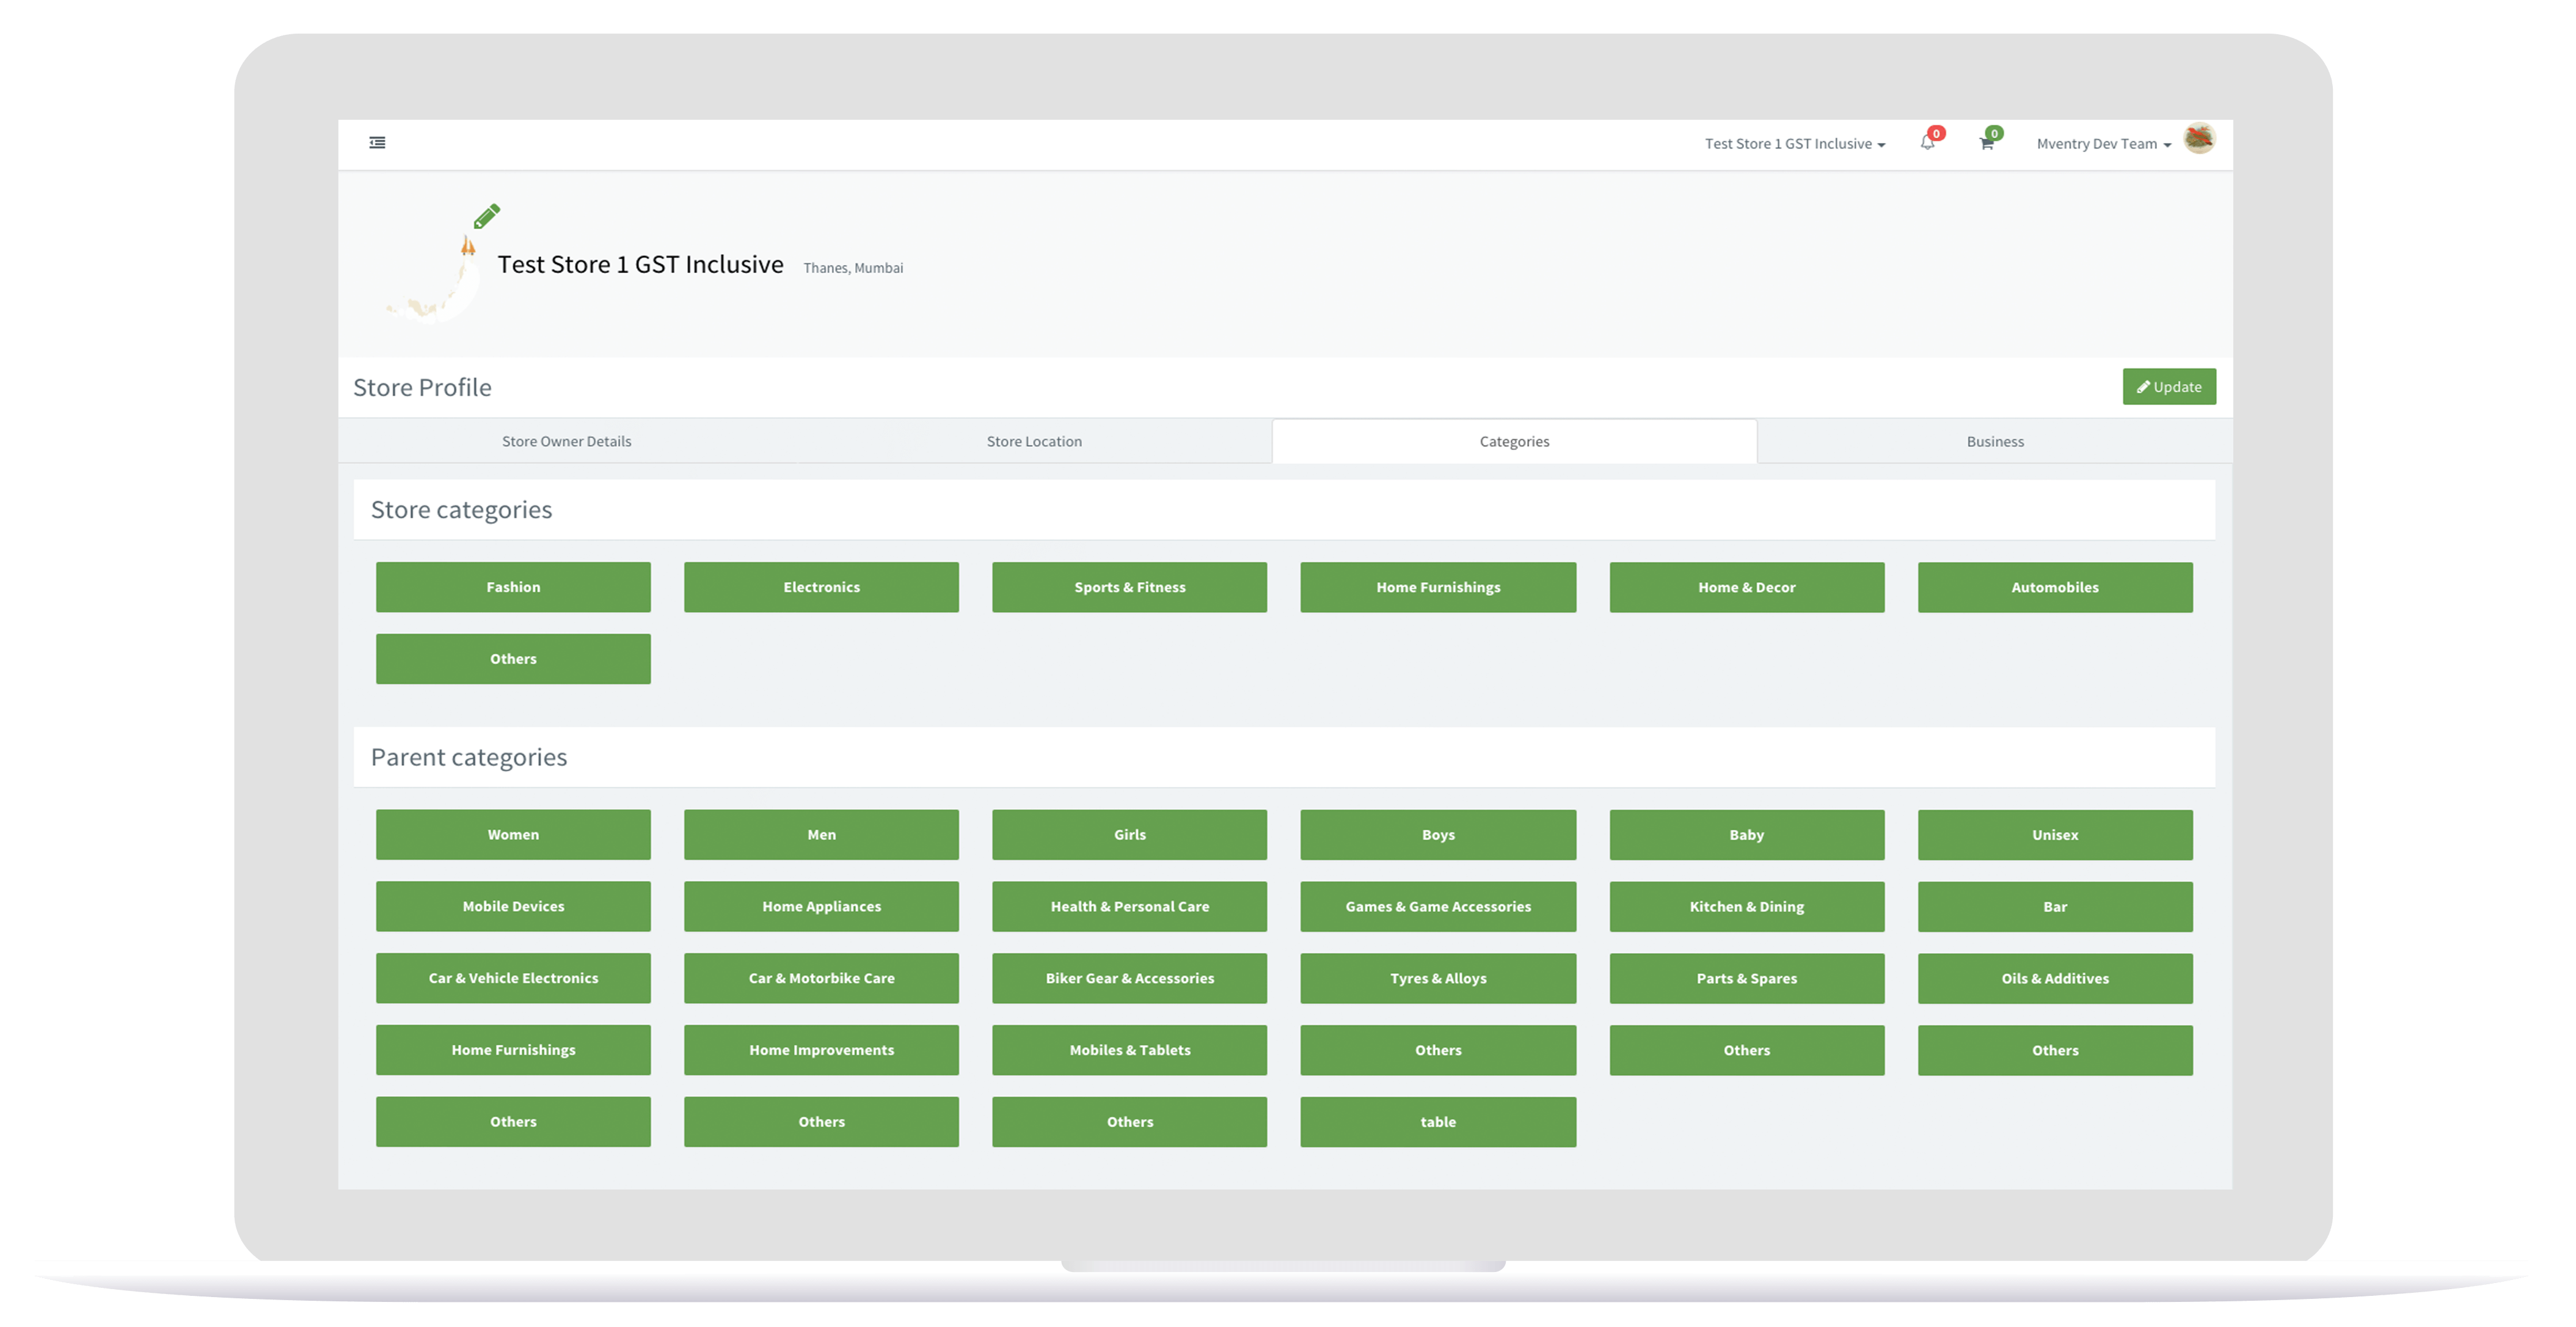 Test Store 1 GST Inclusive 0 0 Mventry Dev Team
Test Store 1 GST Inclusive Thanes, Mumbai
Store Profile Update
Store Owner Details Store Location Categories Business
Store categories
Fashion Electronics Sports & Fitness Home Furnishings Home & Decor Automobiles
Others
Parent categories
Women Men Girls Boys Baby Unisex
Mobile Devices Home Appliances Health & Personal Care Games & Game Accessories Kitchen & Dining Bar
Car & Vehicle Electronics Car & Motorbike Care Biker Gear & Accessories Tyres & Alloys Parts & Spares Oils & Additives
Home Furnishings Home Improvements Mobiles & Tablets Others Others Others
Others Others Others table